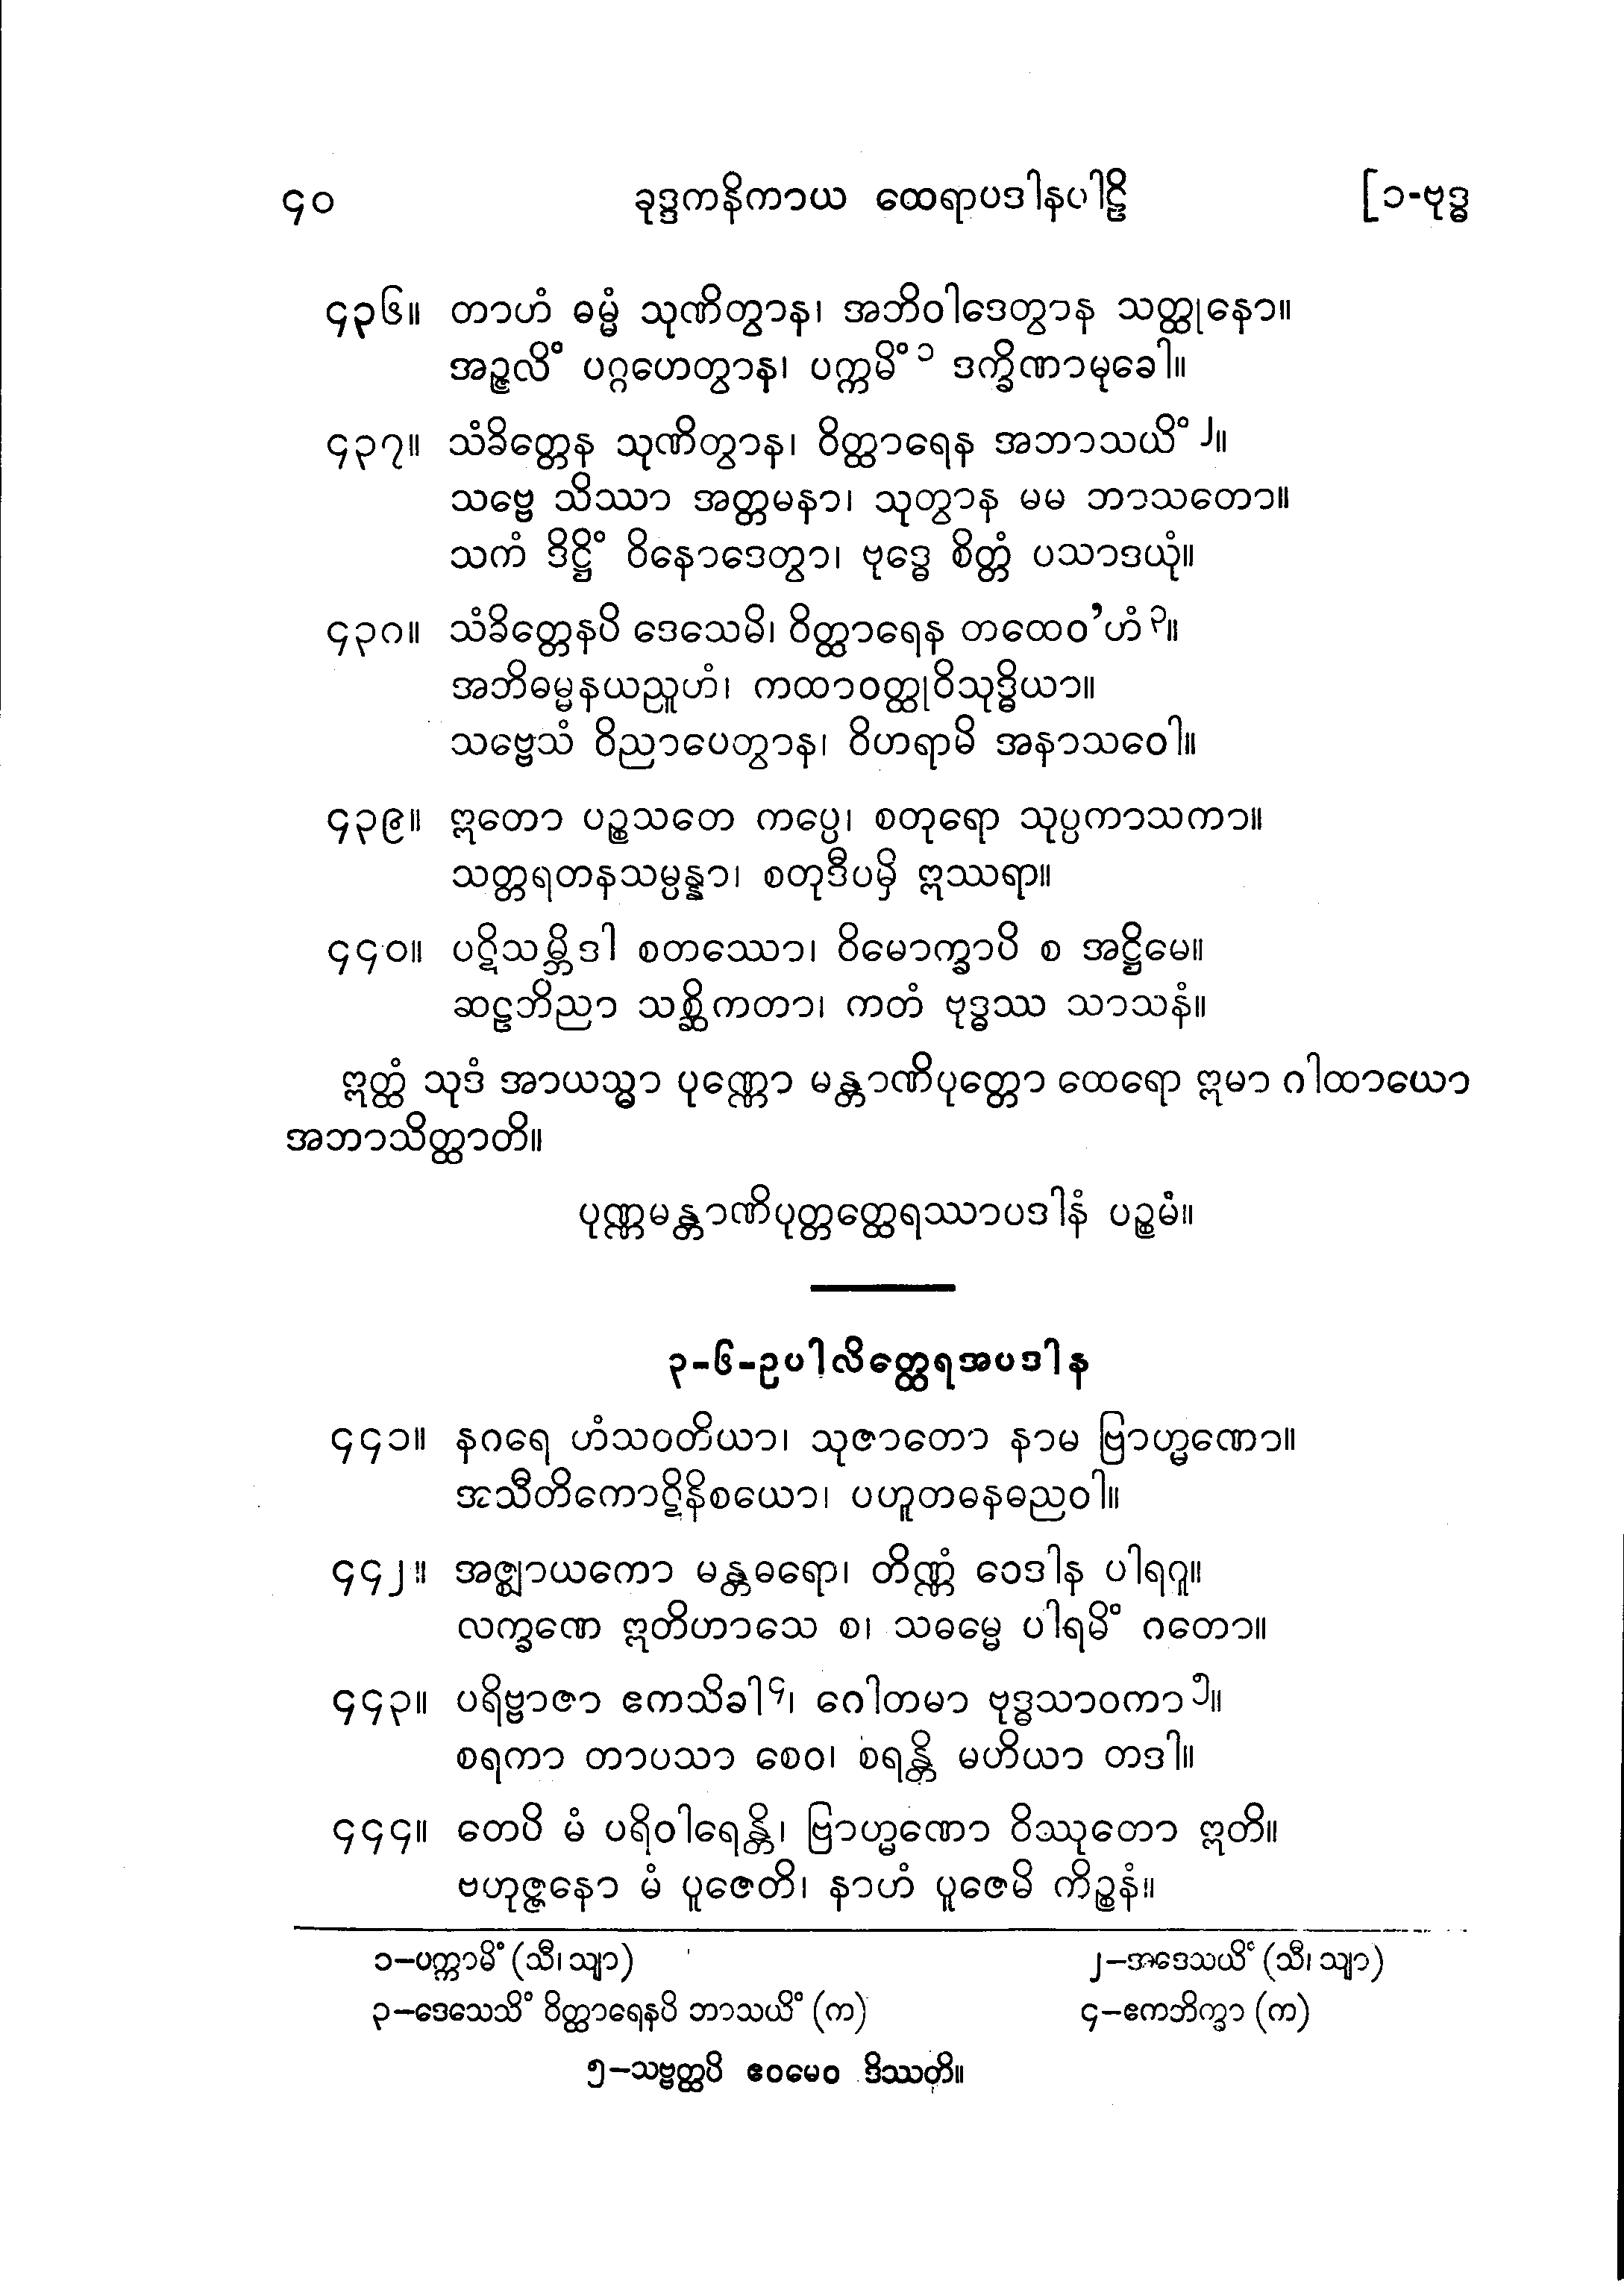 ၄၀ ခုဒ္ဒကနိကာယ ထေရာပဒါနပါဠိ [၁-ဗုဒ္ဓ
၄၃၆။ တာဟံ ဓမ္မံ သုဏိတွာန၊ အဘိဝါဒေတွာန သတ္ထုနော။
အဉ္ဇလိံ ပဂ္ဂဟေတွာန၊ ပက္ကမိံ ၁ ဒက္ခိဏာမုခေါ။
၄၃၇။ သံခိတ္တေန သုဏိတွာန၊ ဝိတ္ထာရေန အဘာသယိံ ၂။
သဗ္ဗေ သိဿာ အတ္တမနာ၊ သုတွာန မမ ဘာသတော။
သကံ ဒိဋ္ဌိံ ဝိနောဒေတွာ၊ ဗုဒ္ဓေ စိတ္တံ ပသာဒယုံ။
၄၃၈။ သံခိတ္တေနပိ ဒေသေမိ၊ ဝိတ္ထာရေန တထေဝ’ဟံ ၃။
အဘိဓမ္မနယညူဟံ၊ ကထာဝတ္ထုဝိသုဒ္ဓိယာ။
သဗ္ဗေသံ ဝိညာပေတွာန၊ ဝိဟရာမိ အနာသဝေါ။
၄၃၉။ ဣတော ပဉ္စသတေ ကပ္ပေ၊ စတုရော သုပ္ပကာသကာ။
သတ္တရတနသမ္ပန္နာ၊ စတုဒီပမှိ ဣဿရာ။
၄၄၀။ ပဋိသမ္ဘိဒါ စတဿော၊ ဝိမောက္ခာပိ စ အဋ္ဌိမေ။
ဆဠဘိညာ သစ္ဆိကတာ၊ ကတံ ဗုဒ္ဓဿ သာသနံ။
ဣတ္ထံ သုဒံ အာယသ္မာ ပုဏ္ဏော မန္တာဏိပုတ္တော ထေရော ဣမာ ဂါထာယော
အဘာသိတ္ထာတိ။
ပုဏ္ဏမန္တာဏိပုတ္တတ္ထေရဿာပဒါနံ ပဉ္စမံ။
၃-၆-ဥပါလိတ္ထေရအပဒါန
၄၄၁။ နဂရေ ဟံသဝတိယာ၊ သုဇာတော နာမ ဗြာဟ္မဏော။
အသီတိကောဋိနိစယော၊ ပဟူတဓနဓညဝါ။
၄၄၂။ အဇ္ဈာယကော မန္တဓရော၊ တိဏ္ဏံ ဝေဒါန ပါရဂူ။
လက္ခဏေ ဣတိဟာသေ စ၊ သဓမ္မေ ပါရမိံ ဂတော။
၄၄၃။ ပရိဗ္ဗာဇာ ဧကသိခါ ၄၊ ဂေါတမာ ဗုဒ္ဓသာဝကာ ၅။
စရကာ တာပသာ စေဝ၊ စရန္တိ မဟိယာ တဒါ။
၄၄၄။ တေပိ မံ ပရိဝါရေန္တိ၊ ဗြာဟ္မဏော ဝိဿုတော ဣတိ။
ဗဟုဇ္ဇနော မံ ပူဇေတိ၊ နာဟံ ပူဇေမိ ကိဉ္စနံ။
၁–ပက္ကာမိံ (သီ၊ သျာ) ၂–အဒေသယိံ (သီ၊ သျာ)
၃–ဒေသေသိံ ဝိတ္ထာရေနပိ ဘာသယိံ (က) ၄–ဧကဘိက္ခာ (က)
၅–သဗ္ဗတ္ထပိ ဧဝမေဝ ဒိဿတိ။